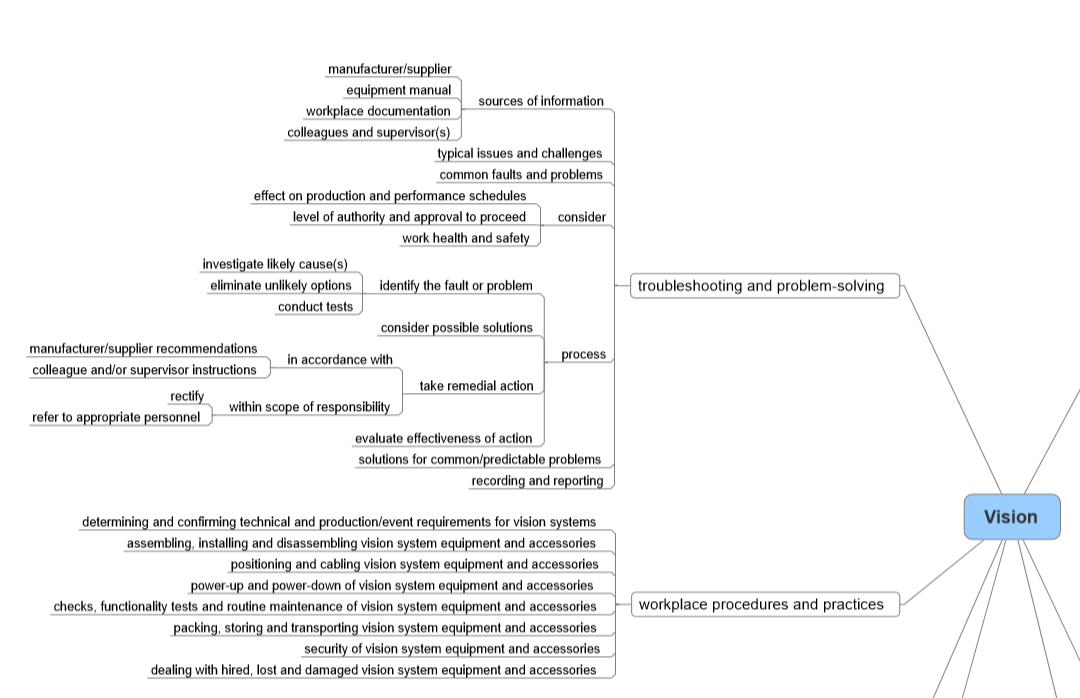 manufacturer/supplier
equipment manual
sources of information
workplace documentation
colleagues and supervisor(s)
typical issues and challenges
common faults and problems
effect on production and performance schedules
level of authority and approval to proceed
consider
work health and safety
investigate likely cause(s)
eliminate unlikely options
identify the fault or problem
troubleshooting and problem-solving
conduct tests
consider possible solutions
manufacturer/supplier recommendations
in accordance with
process
colleague and/or supervisor instructions
take remedial action
rectify
within scope of responsibility
refer to appropriate personnel
evaluate effectiveness of action
solutions for common/predictable problems
recording and reporting
Vision
determining and confirming technical and production/event requirements for vision systems
assembling, installing and disassembling vision system equipment and accessories
positioning and cabling vision system equipment and accessories
power-up and power-down of vision system equipment and accessories
checks, functionality tests and routine maintenance of vision system equipment and accessories
workplace procedures and practices
packing, storing and transporting vision system equipment and accessories
security of vision system equipment and accessories
dealing with hired, lost and damaged vision system equipment and accessories